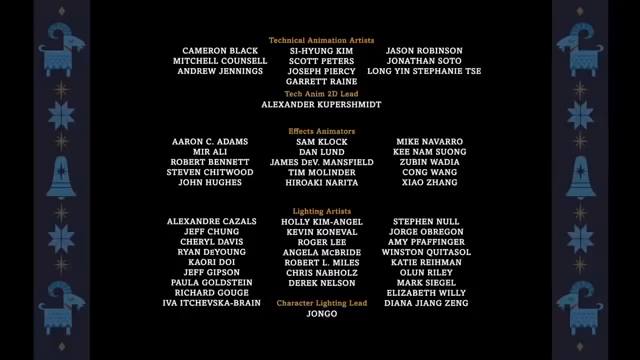 Technical Animation Artists
CAMERON BLACK SI-HYUNG KIM JASON ROBINSON
MITCHELL COUNSELL SCOTT PETERS JONATHAN SOTO
ANDREW JENNINGS JOSEPH PIERCY LONG YIN STEPHANIE TSE
GARRETT RAINE
Tech Anim 2D Lead
ALEXANDER KUPERSHMIDT
Effects Animators
AARON C. ADAMS SAM KLOCK MIKE NAVARRO
MIR ALI DAN LUND KEE NAM SUONG
ROBERT BENNETT JAMES DeV. MANSFIELD ZUBIN WADIA
STEVEN CHITWOOD TIM MOLINDER CONG WANG
JOHN HUGHES HIROAKI NARITA XIAO ZHANG
Lighting Artists
ALEXANDRE CAZALS HOLLY KIM-ANGEL STEPHEN NULL
JEFF CHUNG KEVIN KONEVAL JORGE OBREGON
CHERYL DAVIS ROGER LEE AMY PFAFFINGER
RYAN DeYOUNG ANGELA McBRIDE WINSTON QUITASOL
KAORI DOI ROBERT L. MILES KATIE REIHMAN
JEFF GIPSON CHRIS NABHOLZ OLUN RILEY
PAULA GOLDSTEIN DEREK NELSON MARK SIEGEL
RICHARD GOUGE ELIZABETH WILLY
IVA ITCHEVSKA-BRAIN Character Lighting Lead DIANA JIANG ZENG
JONGO